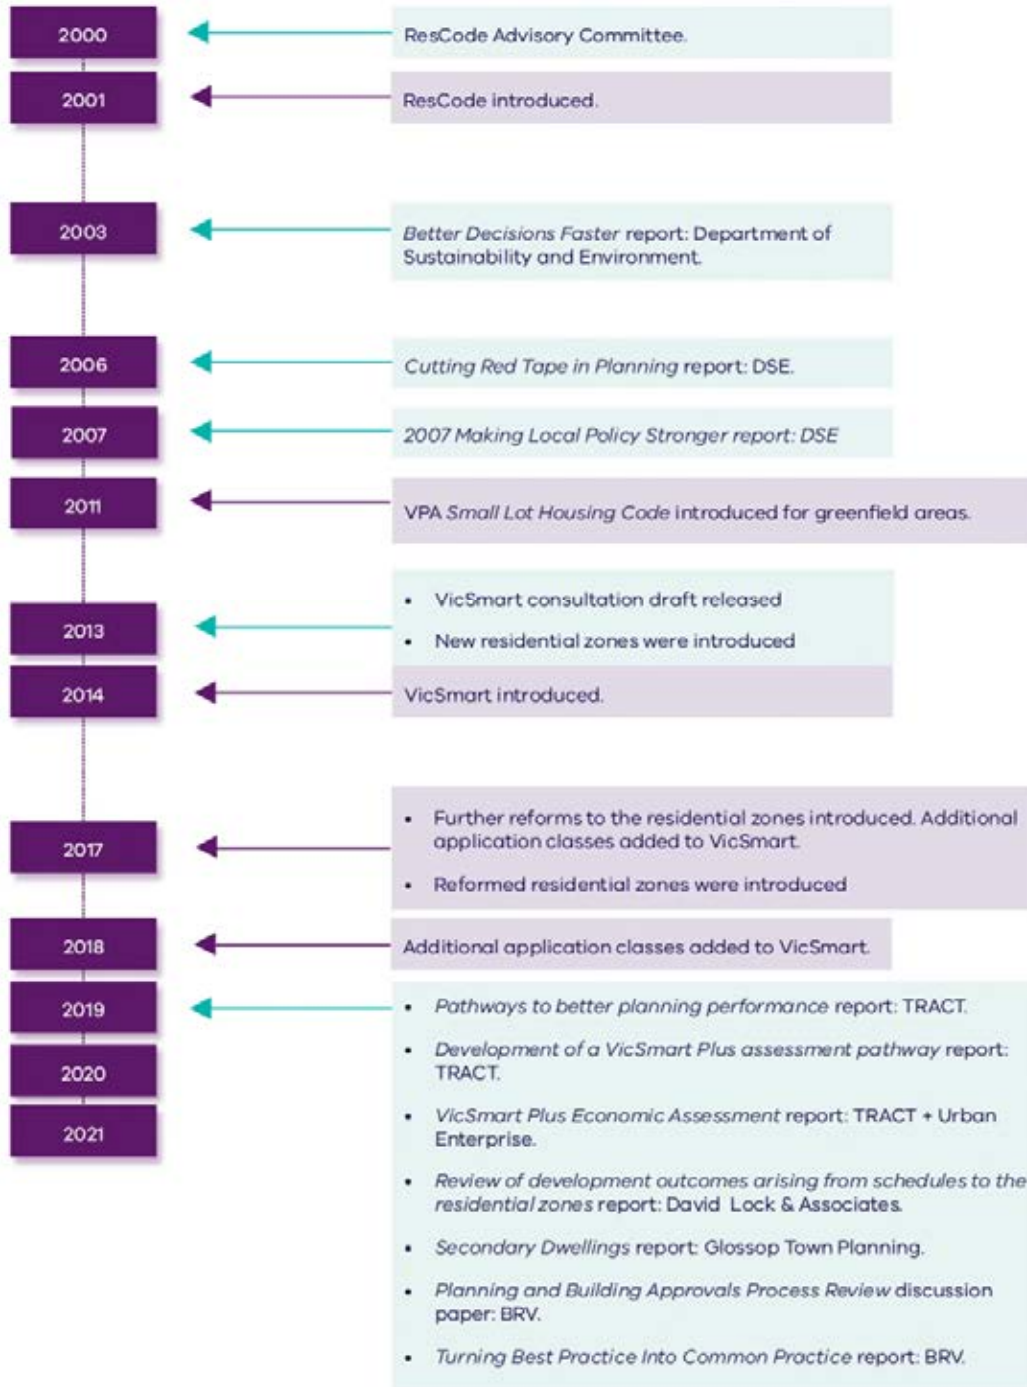 2000
ResCode Advisory Committee.
2001
ResCode introduced.
2003
Better Decisions Faster report: Department of
Sustainability and Environment.
2006
Cutting Red Tape in Planning report: DSE.
2007
2007 Making Local Policy Stronger report: DSE
2011
VPA Small Lot Housing Code introduced for greenfield areas.
2013
• VicSmart consultation draft released
• New residential zones were introduced
2014
VicSmart introduced.
2017
• Further reforms to the residential zones introduced. Additional
application classes added to VicSmart.
• Reformed residential zones were introduced
2018
Additional application classes added to VicSmart.
2019
2020
2021
• Pathways to better planning performance report: TRACT.
• Development of a VicSmart Plus assessment pathway report:
TRACT.
• VicSmart Plus Economic Assessment report: TRACT + Urban
Enterprise.
• Review of development outcomes arising from schedules to the
residential zones report: David Lock & Associates.
• Secondary Dwellings report: Glossop Town Planning.
• Planning and Building Approvals Process Review discussion
paper: BRV.
• Turning Best Practice Into Common Practice report: BRV.